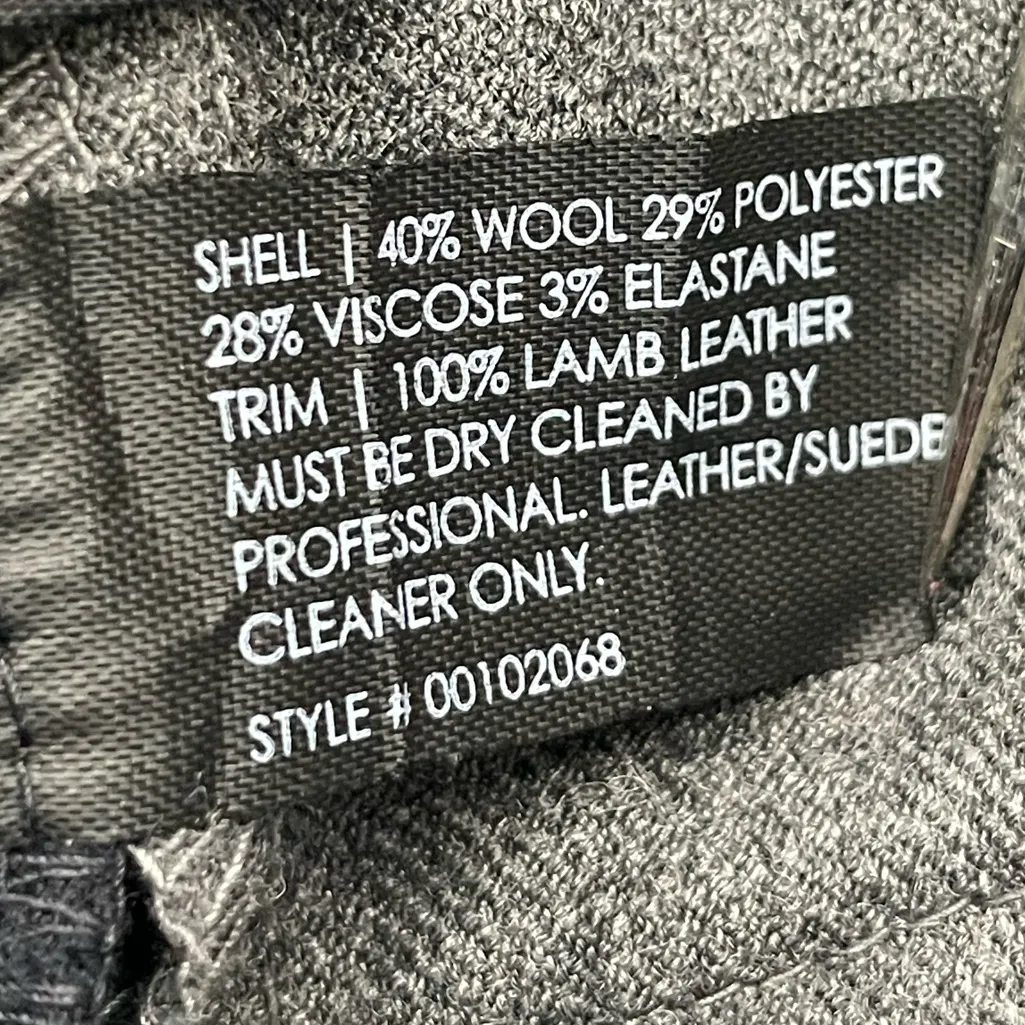 SHELL | 40% WOOL 29% POLYESTER
28% VISCOSE 3% ELASTANE
TRIM | 100% LAMB LEATHER
MUST BE DRY CLEANED BY
PROFESSIONAL. LEATHER/SUEDE
CLEANER ONLY.
STYLE # 00102068